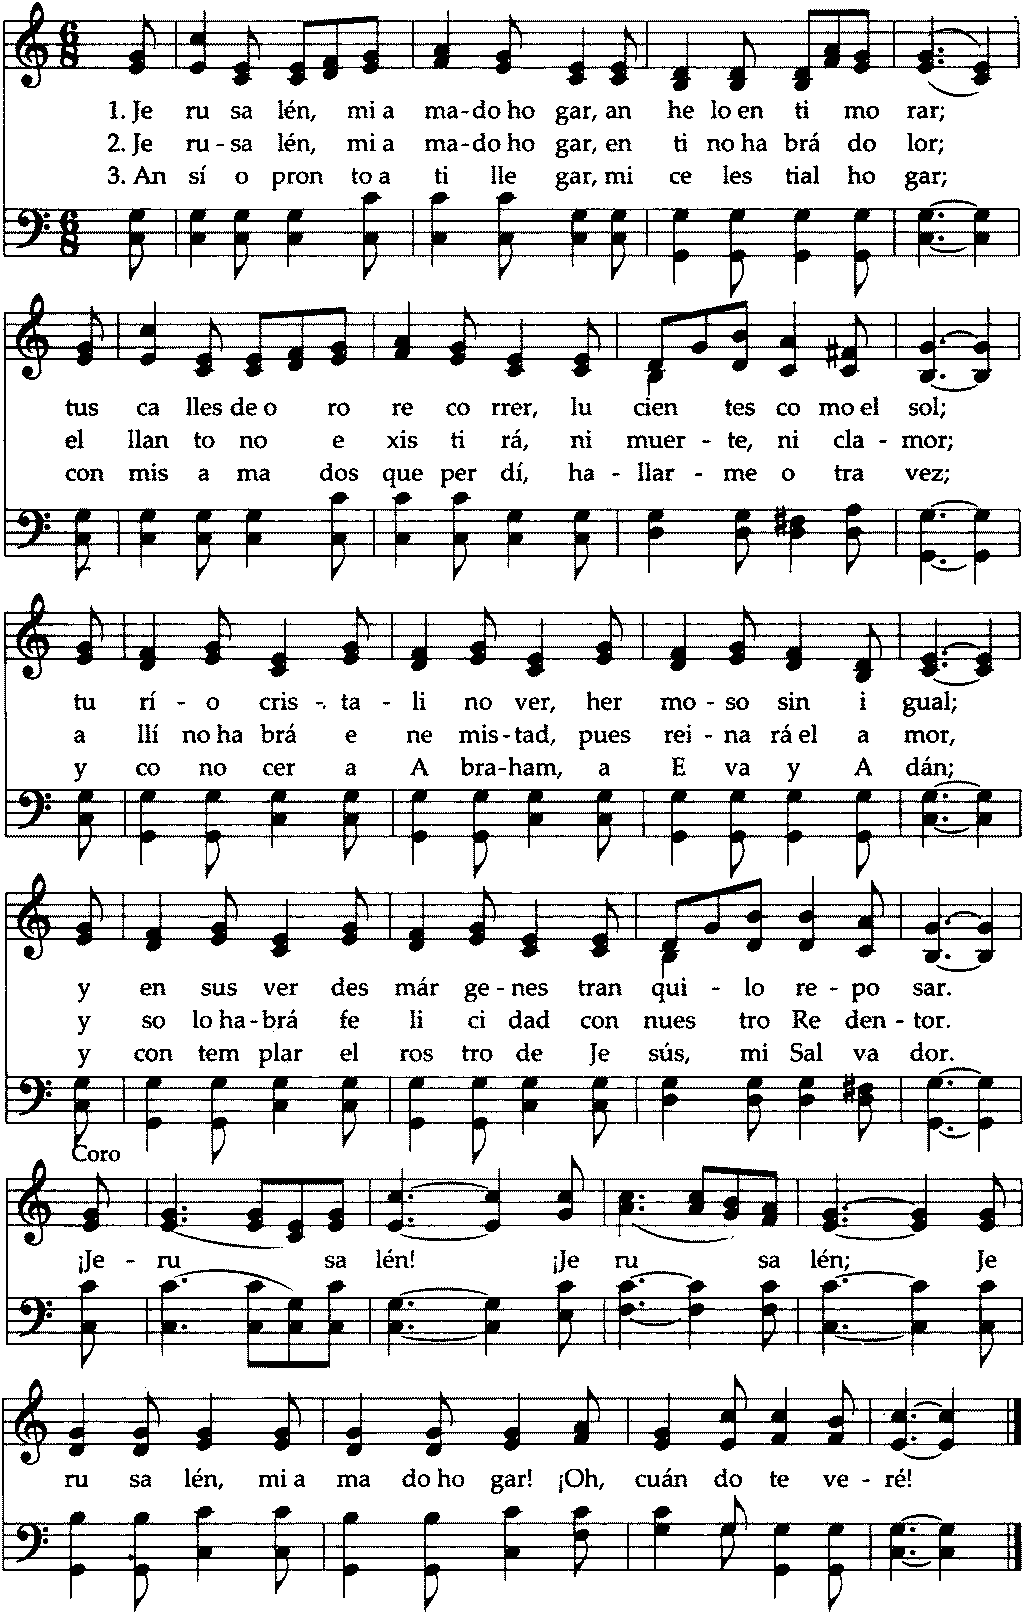 1. Je ru sa lén, mi a ma-do ho gar, an he lo en ti mo rar;
2. Je ru-sa lén, mi a ma-do ho gar, en ti no ha brá do lor;
3. An sí o pron to a ti lle gar, mi ce les tial ho gar;
tus ca lles de o ro re co rrer, lu cien tes co mo el sol;
el llan to no e xis ti rá, ni muer-te, ni cla-mor;
con mis a ma dos que per dí, ha-llar-me o tra vez;
tu rí-o cris-ta-li no ver, her mo-so sin i gual;
a llí no ha brá e ne mis-tad, pues rei-na rá el a mor,
y co no cer a A bra-ham, a E va y A dán;
y en sus ver des már ge-nes tran qui-lo re-po sar.
y so lo ha-brá fe li ci dad con nues tro Re den-tor.
y con tem plar el ros tro de Je sús, mi Sal va dor.
Coro
¡Je-ru sa lén! ¡Je ru sa lén; Je
ru sa lén, mi a ma do ho gar! ¡Oh, cuán do te ve-ré!